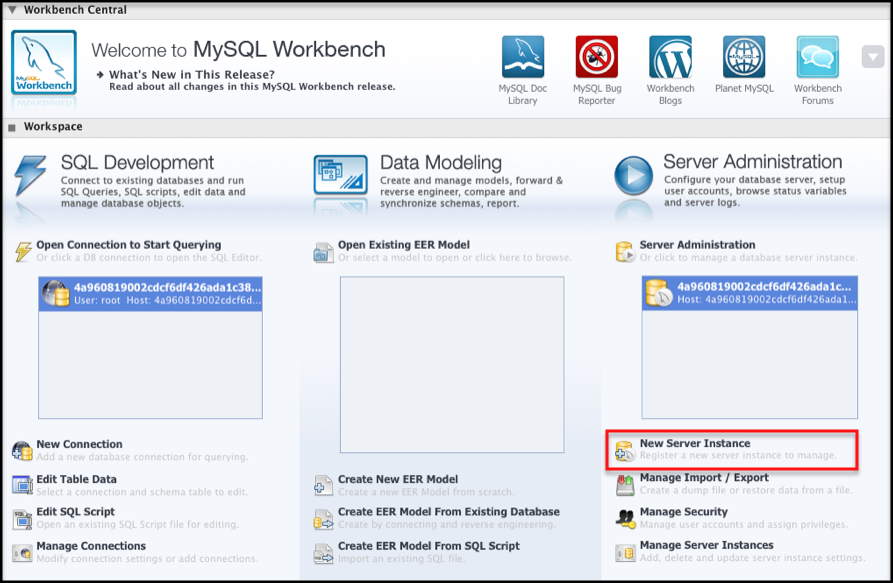 Workbench Central
MySQL
Workbench
Welcome to MySQL Workbench
What's New in This Release?
Read about all changes in this MySQL Workbench release.
MySQL Doc
Library
MySQL Bug
Reporter
Workbench
Blogs
MySQL
Planet MySQL
Workbench
Forums
Workspace
SQL Development
Connect to existing databases and run
SQL Queries, SQL scripts, edit data and
manage database objects.
Open Connection to Start Querying
Or click a DB connection to open the SQL Editor.
4a960819002cdcf6df426ada1c38...
User: root Host: 4a960819002cdcf6d...
New Connection
Add a new database connection for querying.
Edit Table Data
Select a connection and schema table to edit.
Edit SQL Script
Open an existing SQL Script file for editing.
Manage Connections
Modify connection settings or add connections.
Data Modeling
Create and manage models, forward &
reverse engineer, compare and
synchronize schemas, report.
Open Existing EER Model
Or select a model to open or click here to browse.
Create New EER Model
Create a new EER Model from scratch.
Create EER Model From Existing Database
Create by connecting and reverse engineering.
Create EER Model From SQL Script
Import an existing SQL file.
Server Administration
Configure your database server, setup
user accounts, browse status variables
and server logs.
Server Administration
Or click to manage a database server instance.
4a960819002cdcf6df426ada1c...
Host: 4a960819002cdcf6df426ada1...
New Server Instance
Register a new server instance to manage.
Manage Import / Export
Create a dump file or restore data from a file.
Manage Security
Manage user accounts and assign privileges.
Manage Server Instances
Add, delete and update server instance settings.